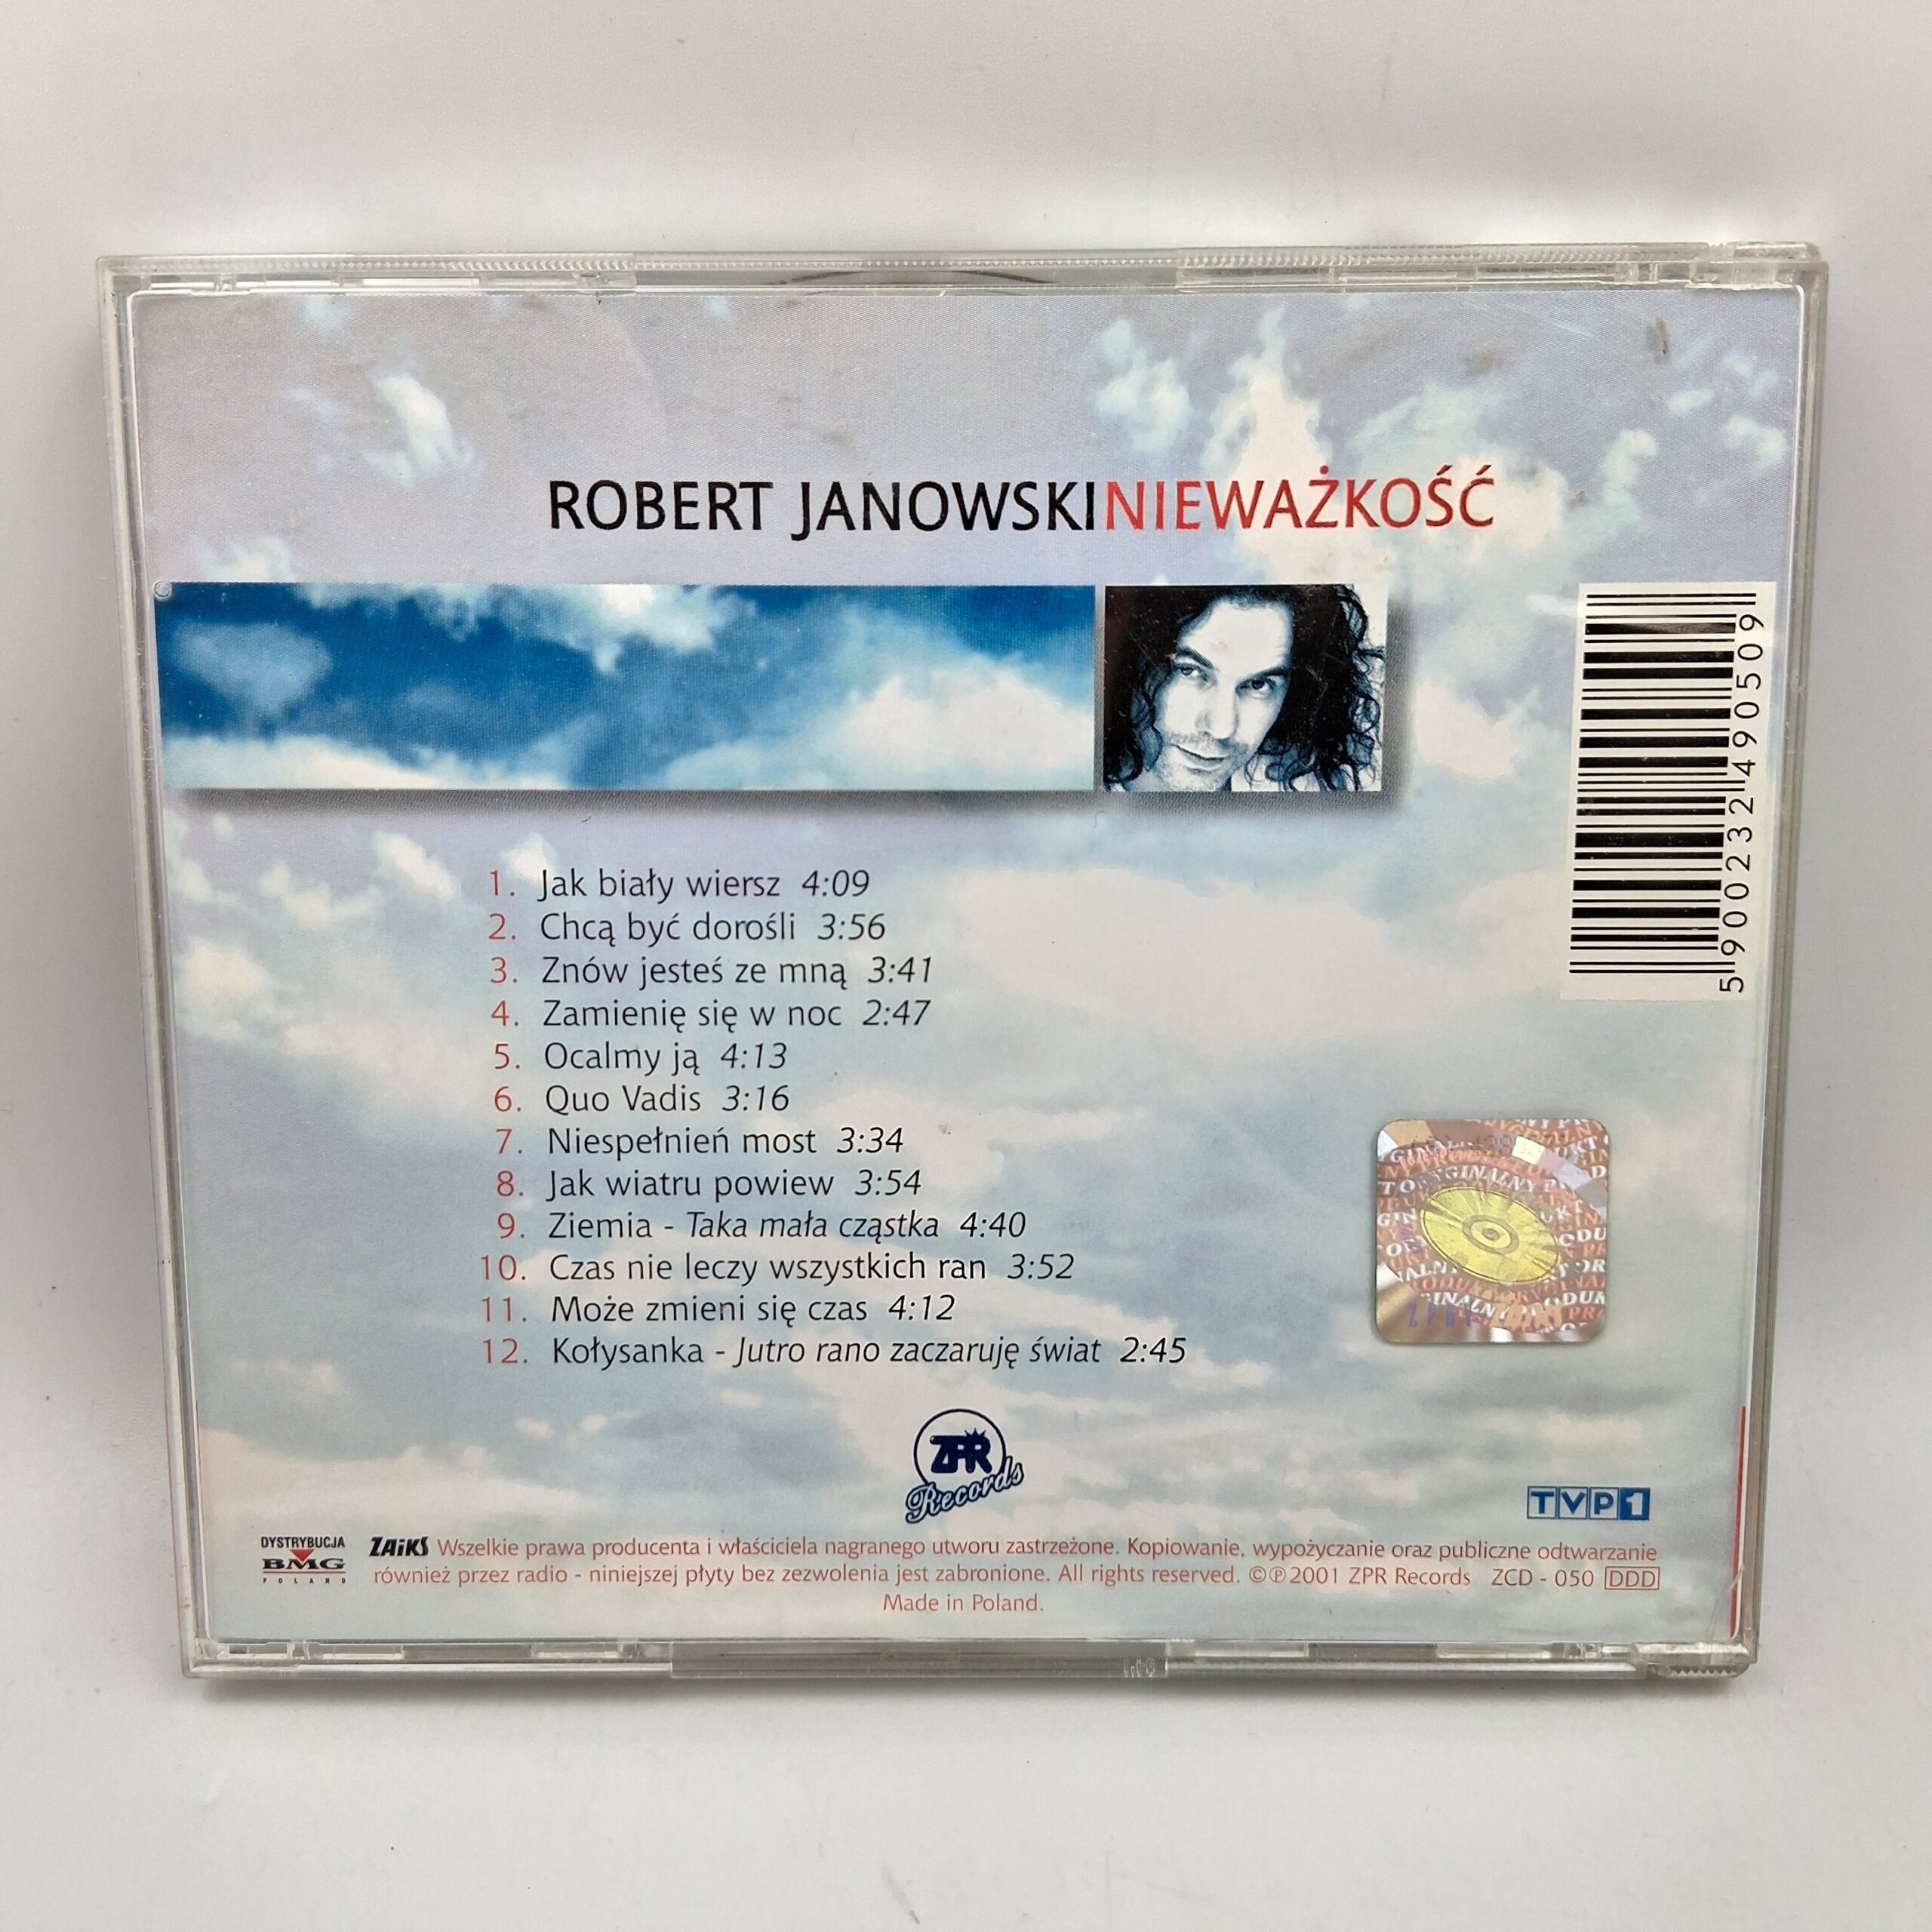 ROBERT JANOWSKI NIEWAŻKOŚĆ
5900232490509
1. Jak biały wiersz 4:09
2. Chcą być dorośli 3:56
3. Znów jesteś ze mną 3:41
4. Zamienię się w noc 2:47
5. Ocalmy ją 4:13
6. Quo Vadis 3:16
7. Niespełnień most 3:34
8. Jak wiatru powiew 3:54
9. Ziemia - Taka mała cząstka 4:40
10. Czas nie leczy wszystkich ran 3:52
11. Może zmieni się czas 4:12
12. Kołysanka - Jutro rano zaczaruję świat 2:45
ORYGINALNY PRODUKT
ZPR
Records
TVP1
DYSTRYBUCJA
BMG
POLAND
ZAiKS Wszelkie prawa producenta i właściciela nagranego utworu zastrzeżone. Kopiowanie, wypożyczanie oraz publiczne odtwarzanie
również przez radio - niniejszej płyty bez zezwolenia jest zabronione. All rights reserved. ©℗2001 ZPR Records ZCD - 050 DDD
Made in Poland.